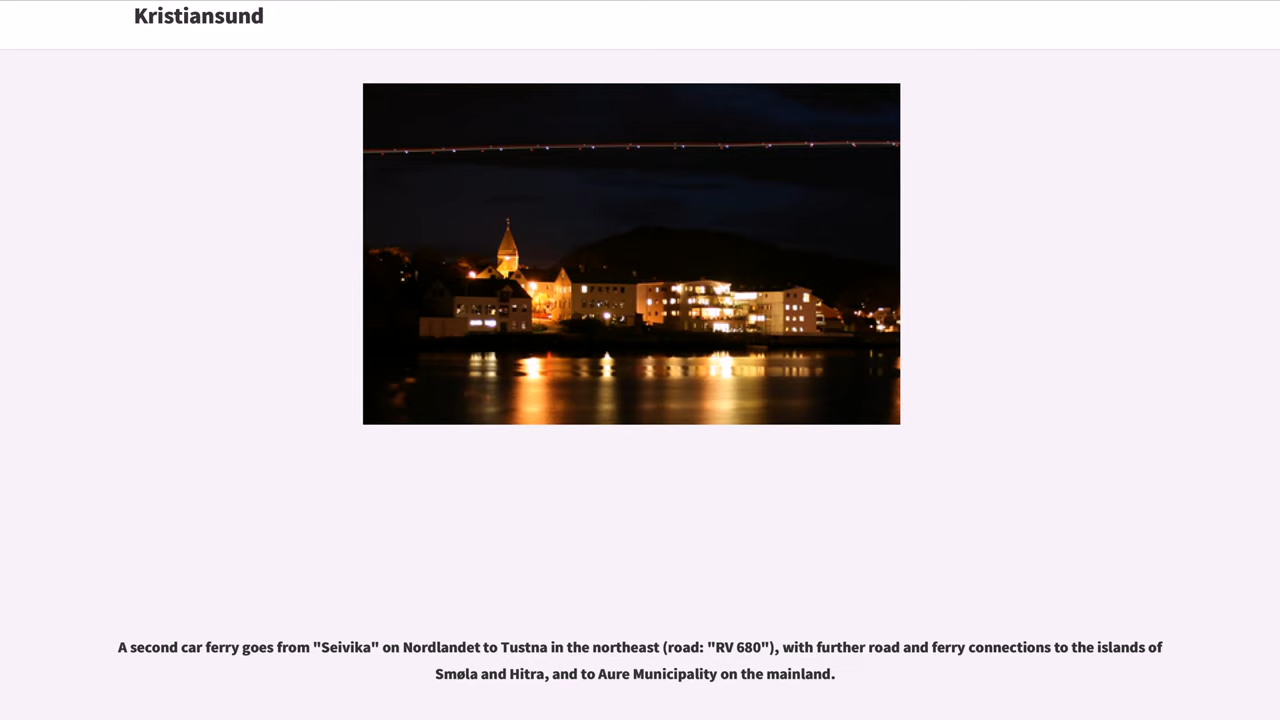 Kristiansund
A second car ferry goes from "Seivika" on Nordlandet to Tustna in the northeast (road: "RV 680"), with further road and ferry connections to the islands of
Smøla and Hitra, and to Aure Municipality on the mainland.